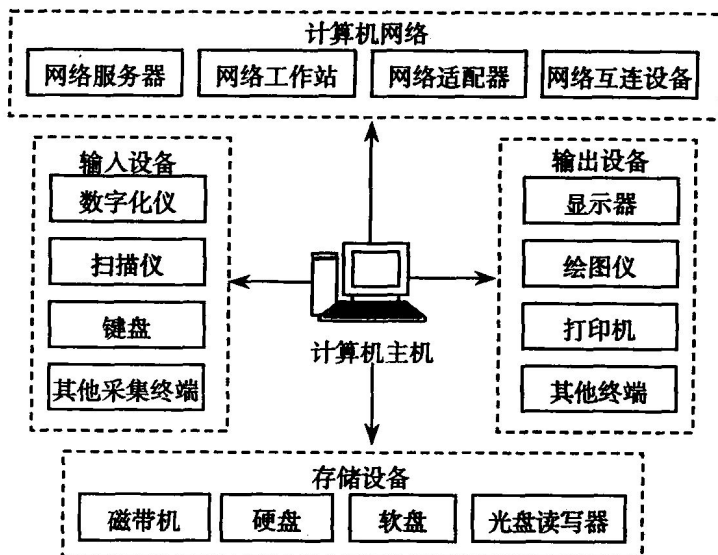 计算机网络
网络服务器 网络工作站 网络适配器 网络互连设备
输入设备
数字化仪
扫描仪
键盘
其他采集终端
计算机主机
输出设备
显示器
绘图仪
打印机
其他终端
存储设备
磁带机 硬盘 软盘 光盘读写器